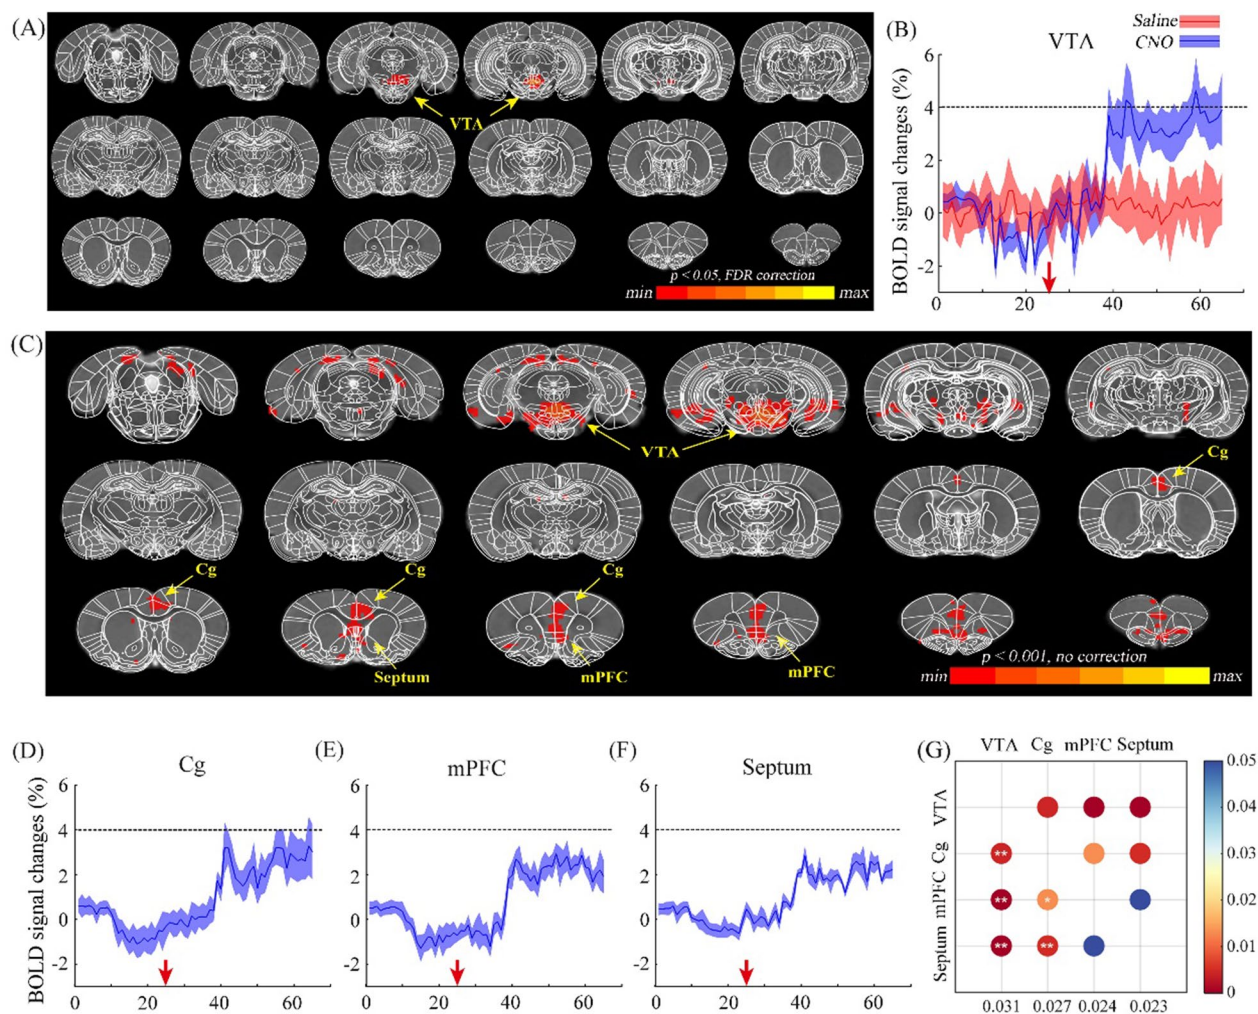 (A)
VTA
p < 0.05, FDR correction
min
max
(B)
VTA
Saline
CNO
BOLD signal changes (%)
6
4
2
0
-2
0
20
40
60
(C)
VTA
Cg
Cg
Cg
Cg
Septum
mPFC
mPFC
p < 0.001, no correction
min
max
(D)
Cg
BOLD signal changes (%)
6
4
2
0
-2
0
20
40
60
(E)
mPFC
6
4
2
0
-2
0
20
40
60
(F)
Septum
6
4
2
0
-2
0
20
40
60
(G)
VTA Cg mPFC Septum
VTA
Cg
mPFC
Septum
**
**
*
**
**
0.031 0.027 0.024 0.023
0.05
0.04
0.03
0.02
0.01
0